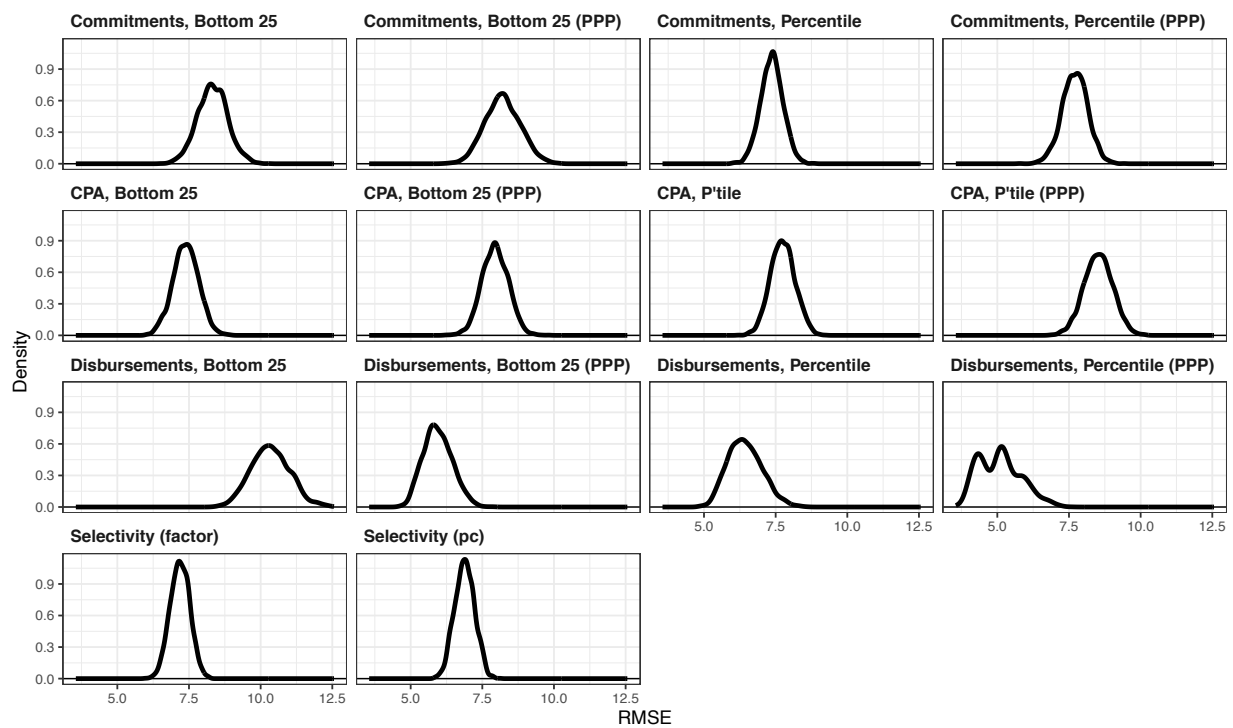 Commitments, Bottom 25
Commitments, Bottom 25 (PPP)
Commitments, Percentile
Commitments, Percentile (PPP)
0.9
0.6
0.3
0.0
CPA, Bottom 25
CPA, Bottom 25 (PPP)
CPA, P'tile
CPA, P'tile (PPP)
0.9
0.6
0.3
0.0
Density
Disbursements, Bottom 25
Disbursements, Bottom 25 (PPP)
Disbursements, Percentile
Disbursements, Percentile (PPP)
0.9
0.6
0.3
0.0
5.0 7.5 10.0 12.5
5.0 7.5 10.0 12.5
Selectivity (factor)
Selectivity (pc)
0.9
0.6
0.3
0.0
5.0 7.5 10.0 12.5
5.0 7.5 10.0 12.5
RMSE